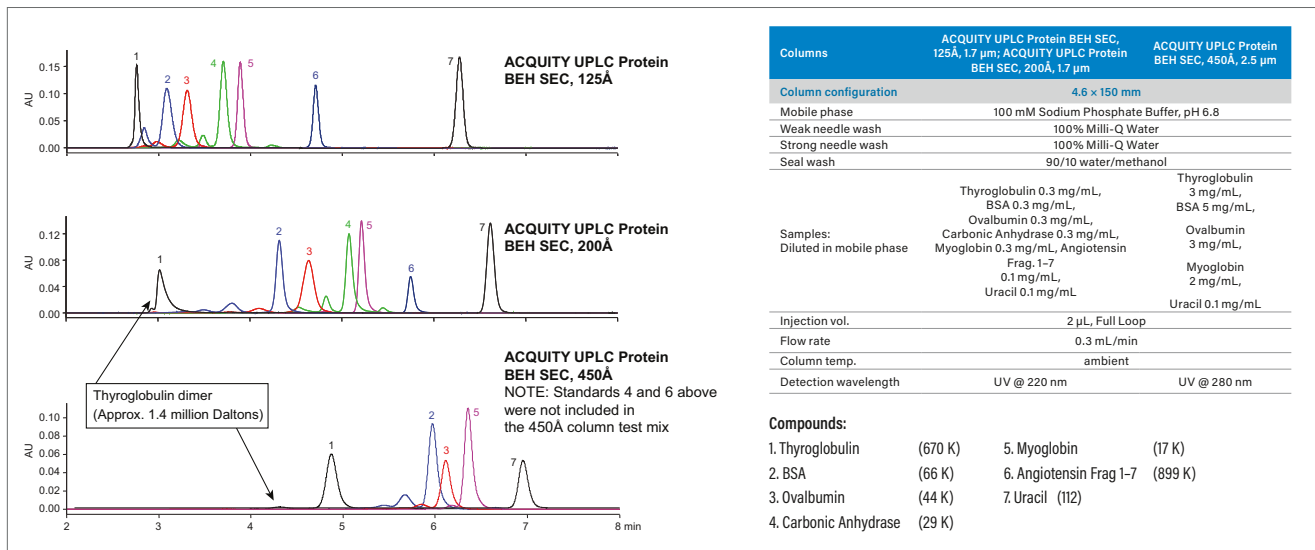 ACQUITY UPLC Protein
BEH SEC, 125Å
AU
0.15
0.10
0.05
0.00
1
2
3
4
5
6
7
ACQUITY UPLC Protein
BEH SEC, 200Å
AU
0.12
0.08
0.04
0.00
1
2
3
4
5
6
7
Thyroglobulin dimer
(Approx. 1.4 million Daltons)
ACQUITY UPLC Protein
BEH SEC, 450Å
NOTE: Standards 4 and 6 above
were not included in
the 450Å column test mix
AU
0.10
0.08
0.06
0.04
0.02
0.00
1
2
3
5
7
2
3
4
5
6
7
8 min
Columns
ACQUITY UPLC Protein BEH SEC,
125Å, 1.7 µm; ACQUITY UPLC Protein
BEH SEC, 200Å, 1.7 µm
ACQUITY UPLC Protein
BEH SEC, 450Å, 2.5 µm
Column configuration 4.6 × 150 mm
Mobile phase 100 mM Sodium Phosphate Buffer, pH 6.8
Weak needle wash 100% Milli-Q Water
Strong needle wash 100% Milli-Q Water
Seal wash 90/10 water/methanol
Samples:
Diluted in mobile phase
Thyroglobulin 0.3 mg/mL,
BSA 0.3 mg/mL,
Ovalbumin 0.3 mg/mL,
Carbonic Anhydrase 0.3 mg/mL,
Myoglobin 0.3 mg/mL, Angiotensin
Frag. 1–7
0.1 mg/mL,
Uracil 0.1 mg/mL
Thyroglobulin
3 mg/mL,
BSA 5 mg/mL,
Ovalbumin
3 mg/mL,
Myoglobin
2 mg/mL,
Uracil 0.1 mg/mL
Injection vol. 2 µL, Full Loop
Flow rate 0.3 mL/min
Column temp. ambient
Detection wavelength UV @ 220 nm UV @ 280 nm
Compounds:
1. Thyroglobulin (670 K)
2. BSA (66 K)
3. Ovalbumin (44 K)
4. Carbonic Anhydrase (29 K)
5. Myoglobin (17 K)
6. Angiotensin Frag 1–7 (899 K)
7. Uracil (112)